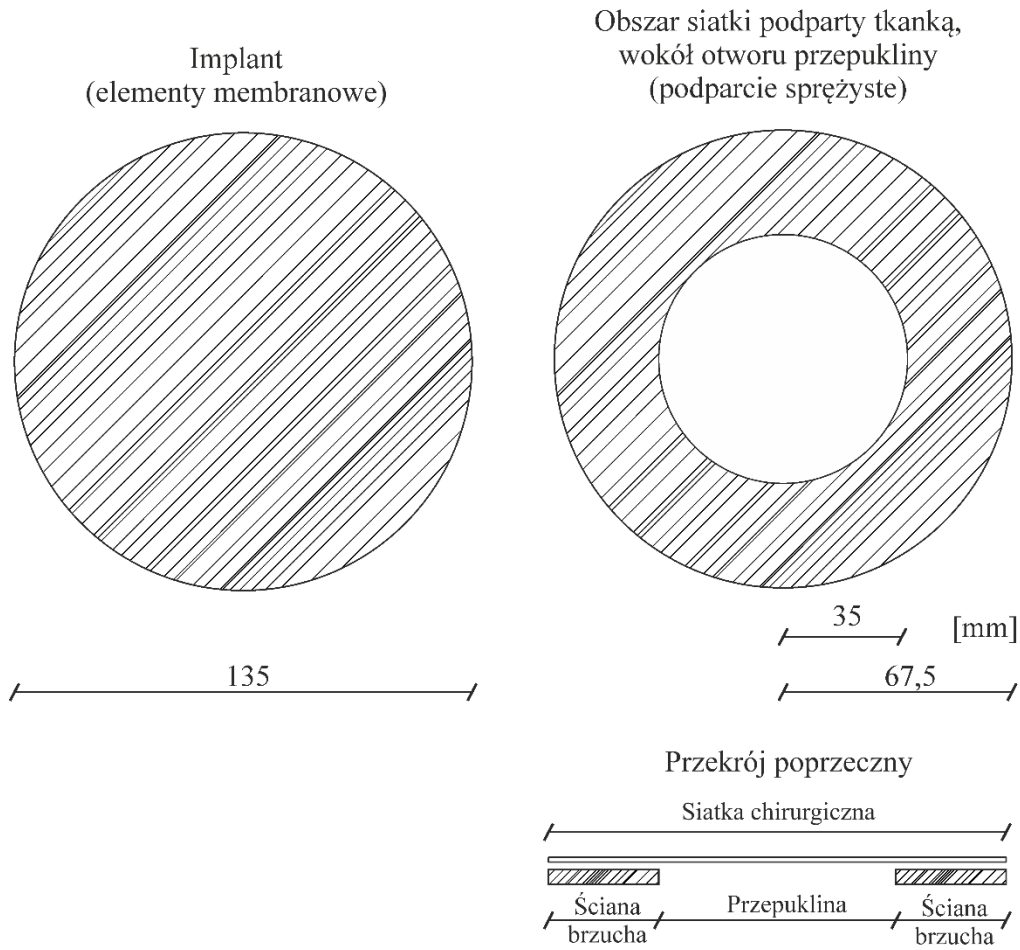 Implant
(elementy membranowe)
Obszar siatki podparty tkanką,
wokół otworu przepukliny
(podparcie sprężyste)
35
[mm]
135
67,5
Przekrój poprzeczny
Siatka chirurgiczna
Ściana
brzucha
Przepuklina
Ściana
brzucha